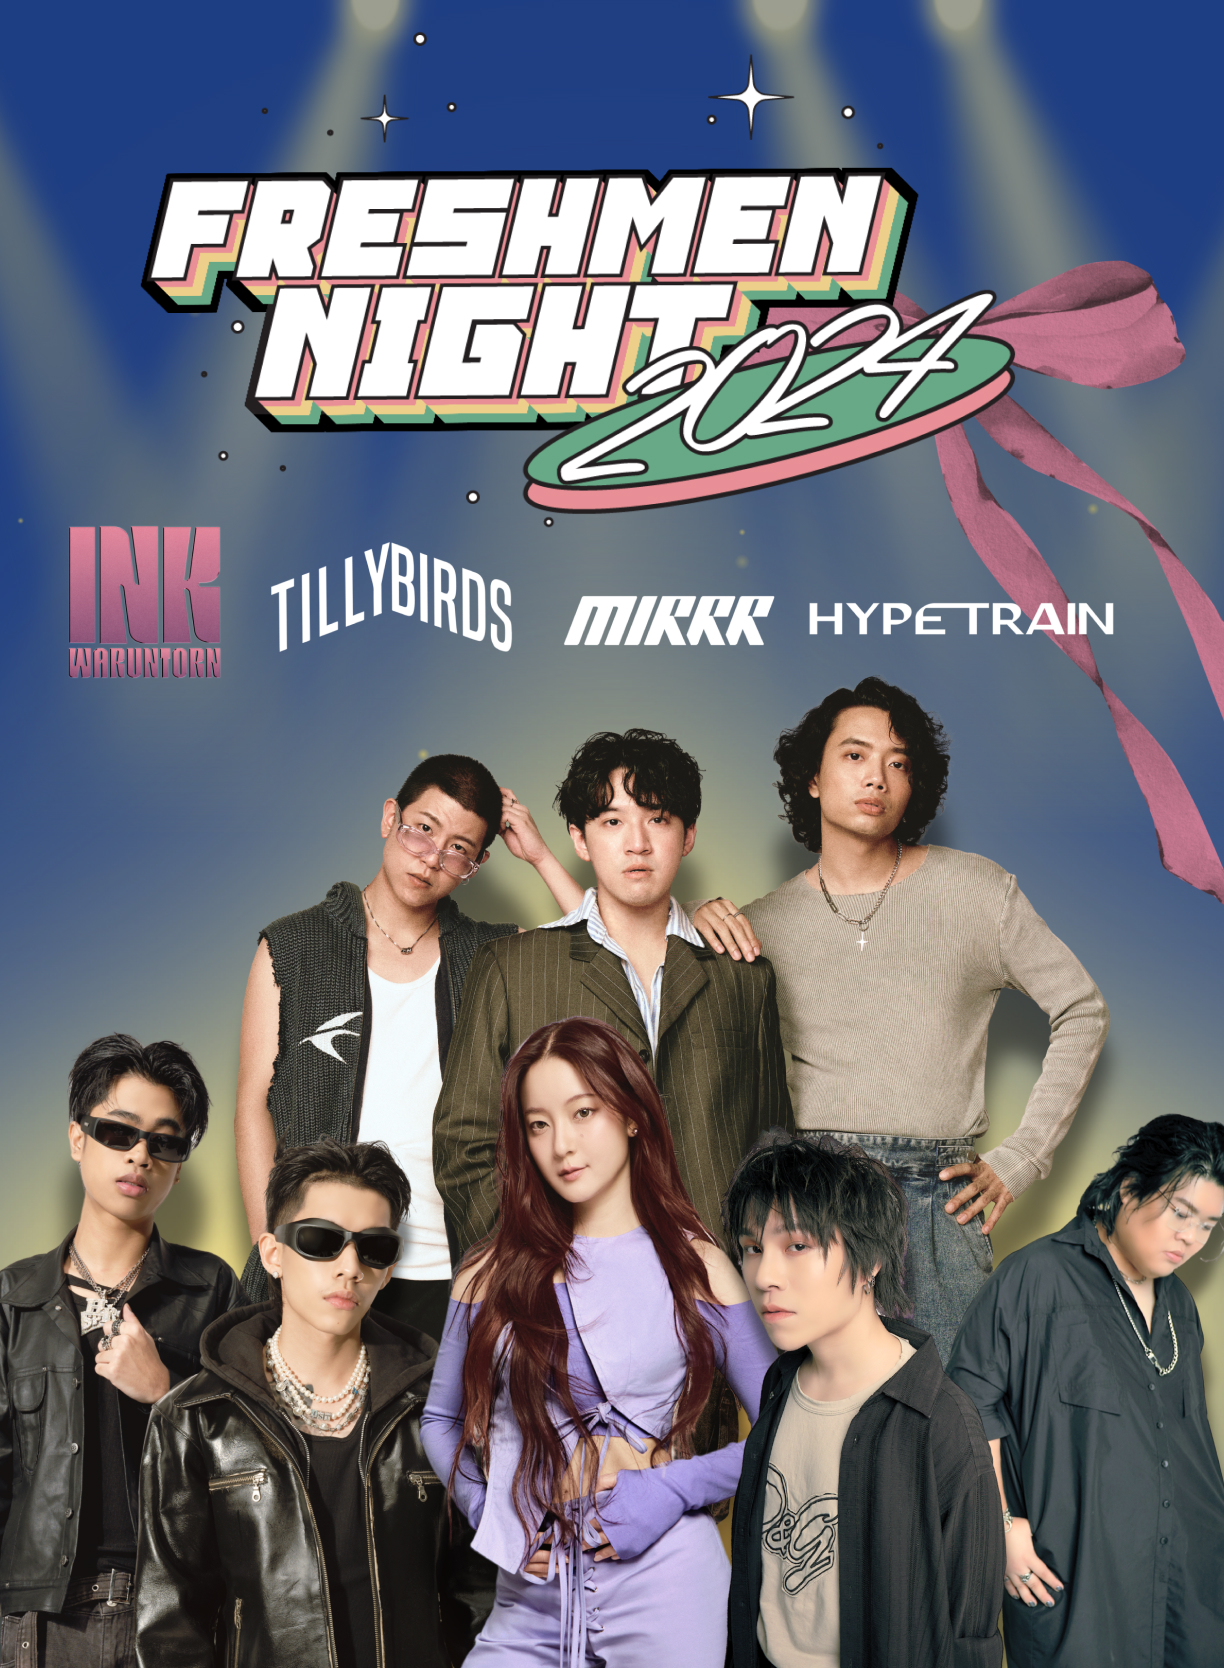 FRESHMEN
NIGHT
2024
INK
WARUNTORN
TILLYBIRDS
MIRRR
HYPETRAIN